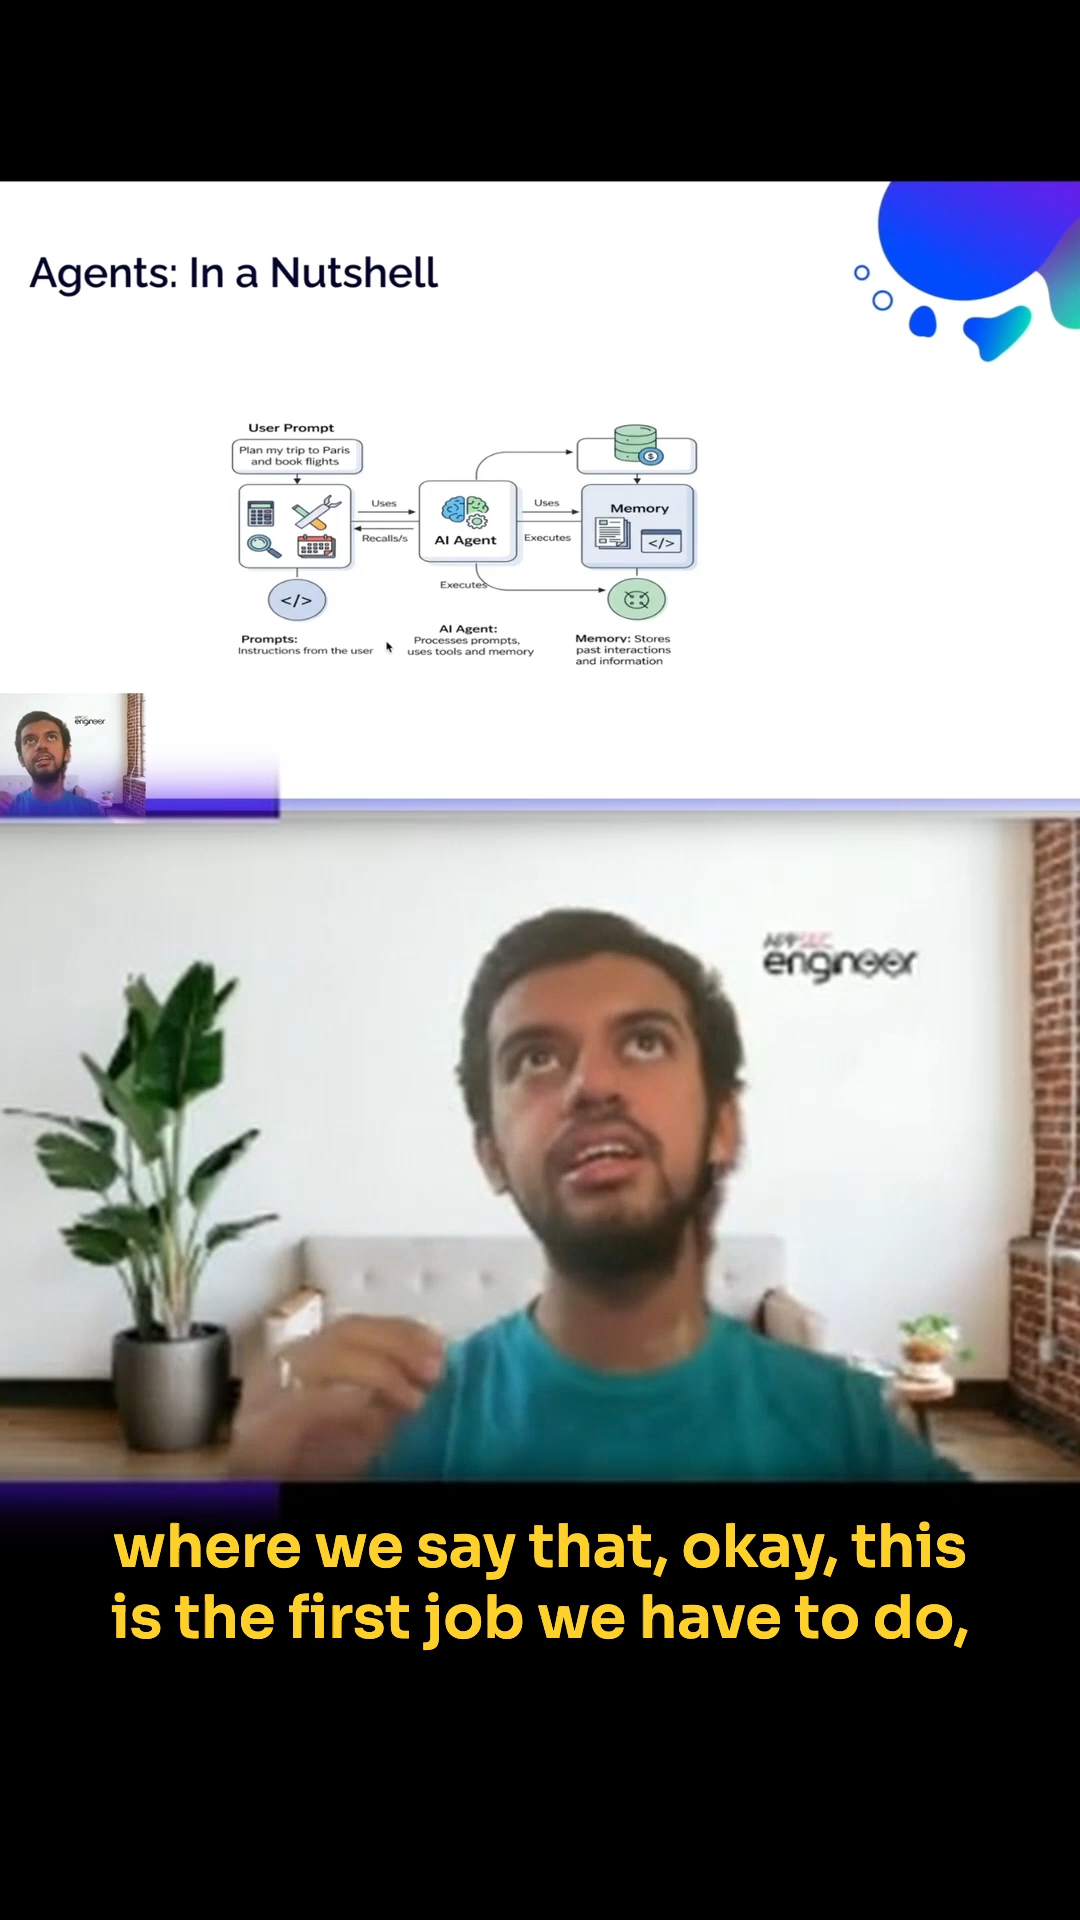 Agents: In a Nutshell
User Prompt
Plan my trip to Paris
and book flights
Uses
Recalls/s
AI Agent
Uses
Executes
Executes
Memory
</>
</>
Prompts:
Instructions from the user
AI Agent:
Processes prompts,
uses tools and memory
Memory: Stores
past interactions
and information
engineer
APPSEC
engineer
where we say that, okay, this
is the first job we have to do,